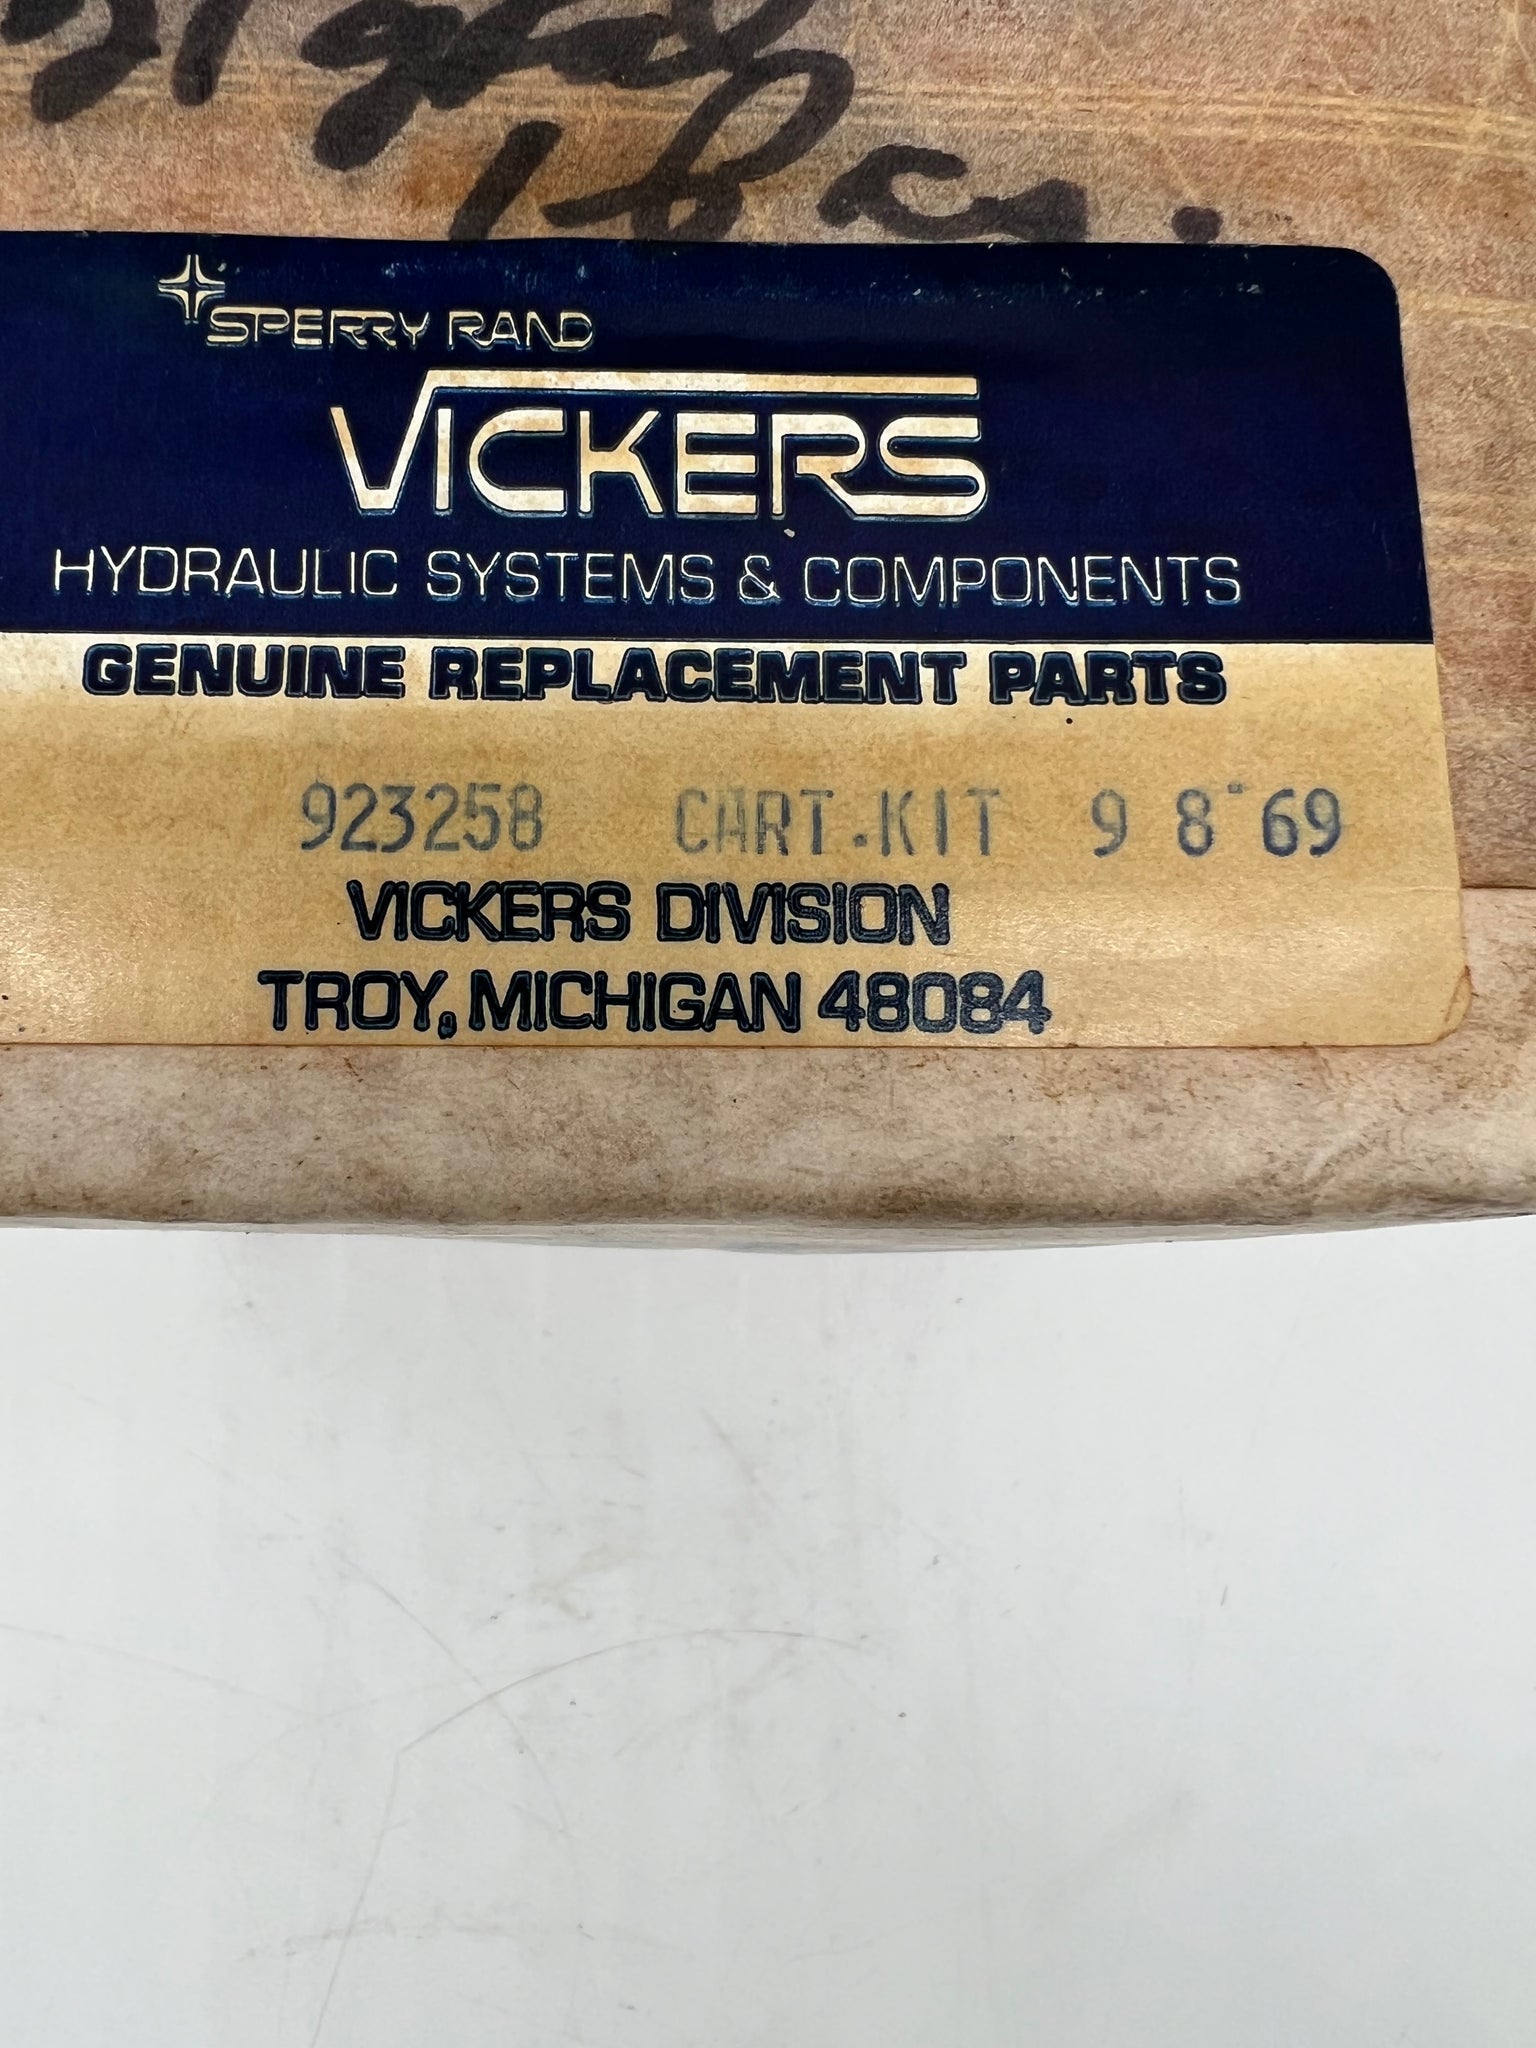 SPERRY RAND
VICKERS
HYDRAULIC SYSTEMS & COMPONENTS
GENUINE REPLACEMENT PARTS
923258 CART.KIT 9 8 69
VICKERS DIVISION
TROY, MICHIGAN 48084